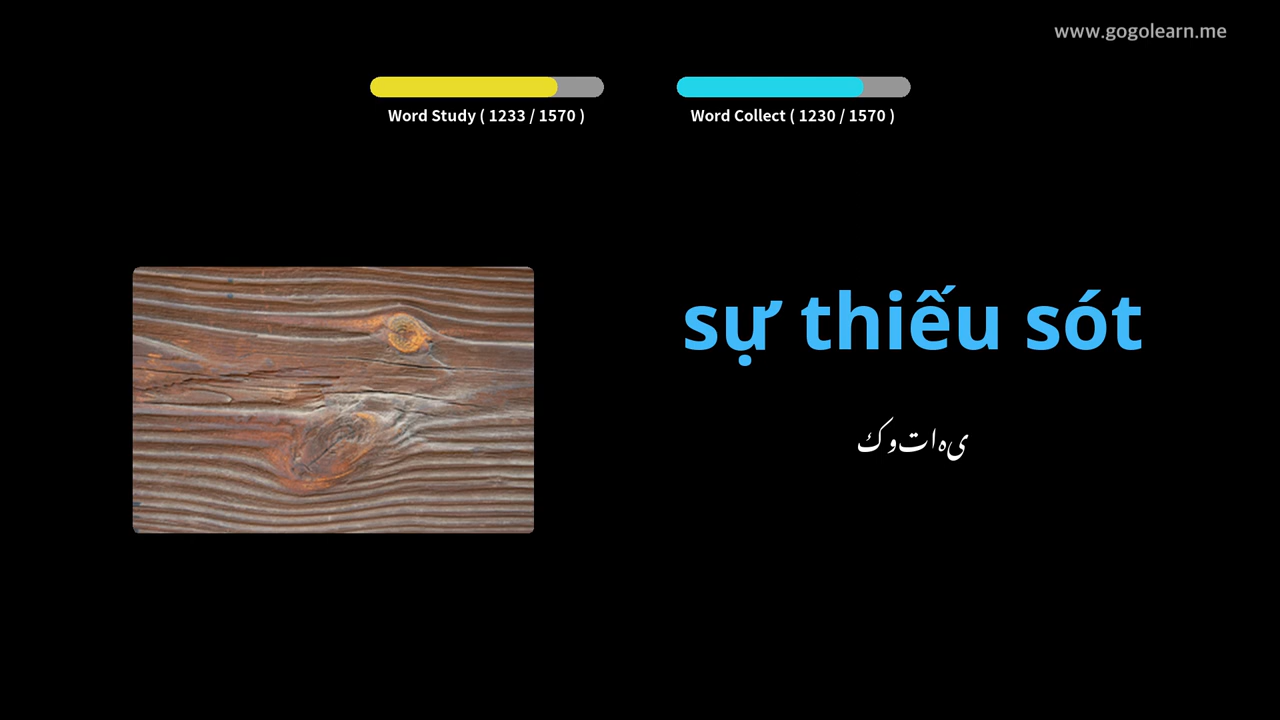 www.gogolearn.me
Word Study ( 1233 / 1570 )
Word Collect ( 1230 / 1570 )
sự thiếu sót
کوتاہی